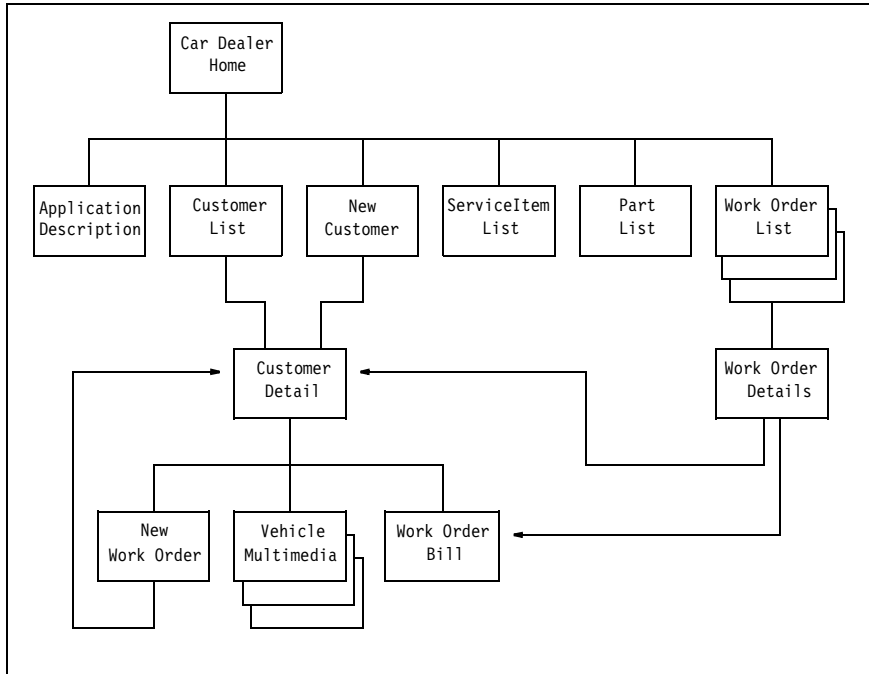 Car Dealer
Home
Application
Description
Customer
List
New
Customer
ServiceItem
List
Part
List
Work Order
List
Customer
Detail
Work Order
Details
New
Work Order
Vehicle
Multimedia
Work Order
Bill